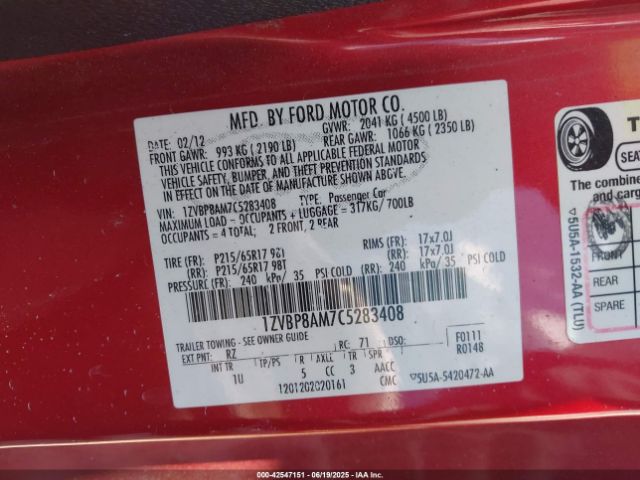 MFD. BY FORD MOTOR CO.
DATE: 02/12 GVWR: 2041 KG (4500 LB)
FRONT GAWR: 993 KG (2190 LB) REAR GAWR: 1066 KG (2350 LB)
THIS VEHICLE CONFORMS TO ALL APPLICABLE FEDERAL MOTOR
VEHICLE SAFETY, BUMPER, AND THEFT PREVENTION STANDARDS
IN EFFECT ON THE DATE OF MANUFACTURE SHOWN ABOVE.
VIN: 1ZVBP8AM7C5283408 TYPE: Passenger Car
MAXIMUM LOAD - OCCUPANTS + LUGGAGE = 317KG/ 700LB
OCCUPANTS = 4 TOTAL; 2 FRONT, 2 REAR
TIRE (FR): P215/65R17 98T RIMS (FR): 17x7.0J
(RR): P215/65R17 98T (RR): 17x7.0J
PRESSURE (FR): 240 kPa/ 35 PSI COLD (RR): 240 kPa/ 35 PSI COLD
1ZVBP8AM7C5283408
TRAILER TOWING - SEE OWNER GUIDE
EXT PNT: RZ RC: 71 DSO: F0111
R0148
INT TR TP/PS R AXLE TR SPR
1U 5 CC 3 AACC
1201202020161 CMC 5U5A-5420472-AA
T
SEA
The combine
and carg
FRONT
REAR
SPARE
5U5A-1532-AA (TLU)
000-42547151 - 06/19/2025 - IAAI.COM